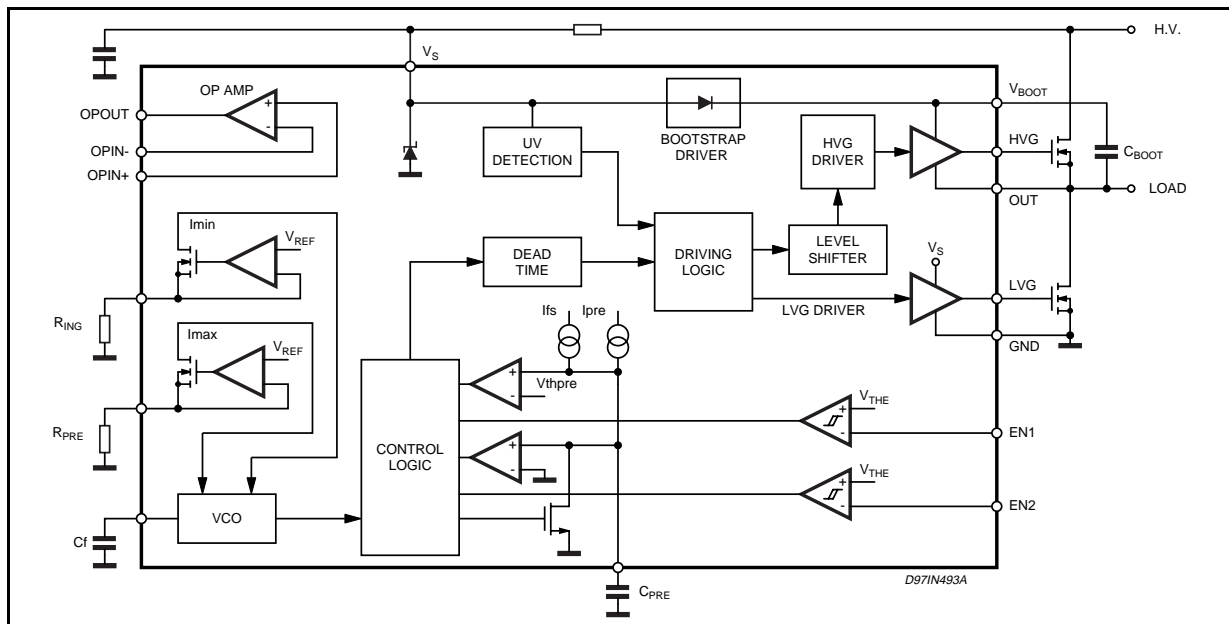 H.V.
VS
OP AMP
+
-
OPOUT
OPIN-
OPIN+
UV
DETECTION
BOOTSTRAP
DRIVER
HVG
DRIVER
VBOOT
HVG
CBOOT
OUT
LOAD
Imin
VREF
RING
Imax
VREF
RPRE
DEAD
TIME
DRIVING
LOGIC
LEVEL
SHIFTER
VS
LVG DRIVER
LVG
GND
Ifs
Ipre
+
-
Vthpre
CONTROL
LOGIC
+
-
VTHE
+
-
EN1
VTHE
+
-
EN2
VCO
Cf
CPRE
D97IN493A